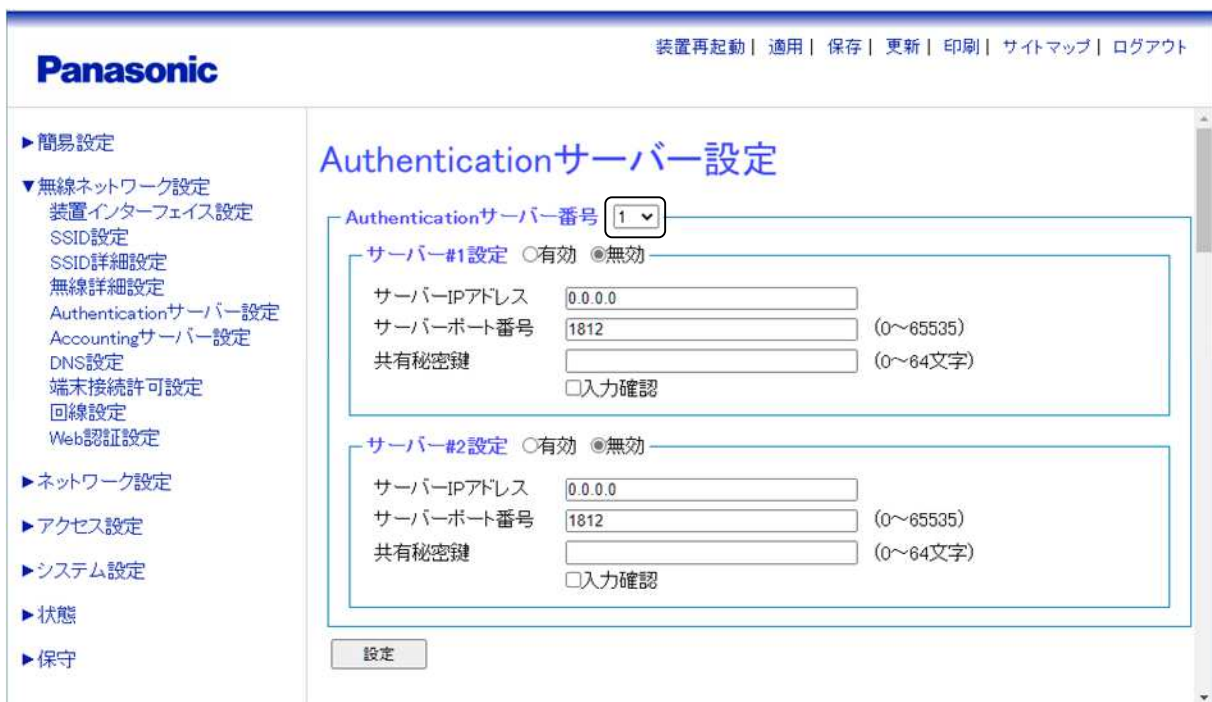 装置再起動| 適用| 保存| 更新| 印刷| サイトマップ| ログアウト
Panasonic
►簡易設定
▼無線ネットワーク設定
装置インターフェイス設定
SSID設定
SSID詳細設定
無線詳細設定
Authenticationサーバー設定
Accountingサーバー設定
DNS設定
端末接続許可設定
回線設定
Web認証設定
►ネットワーク設定
►アクセス設定
►システム設定
►状態
►保守
Authenticationサーバー設定
Authenticationサーバー番号 1
サーバー#1設定 ○有効 ◉無効
サーバーIPアドレス 0.0.0.0
サーバーポート番号 1812 (0～65535)
共有秘密鍵 (0～64文字)
□入力確認
サーバー#2設定 ○有効 ◉無効
サーバーIPアドレス 0.0.0.0
サーバーポート番号 1812 (0～65535)
共有秘密鍵 (0～64文字)
□入力確認
設定